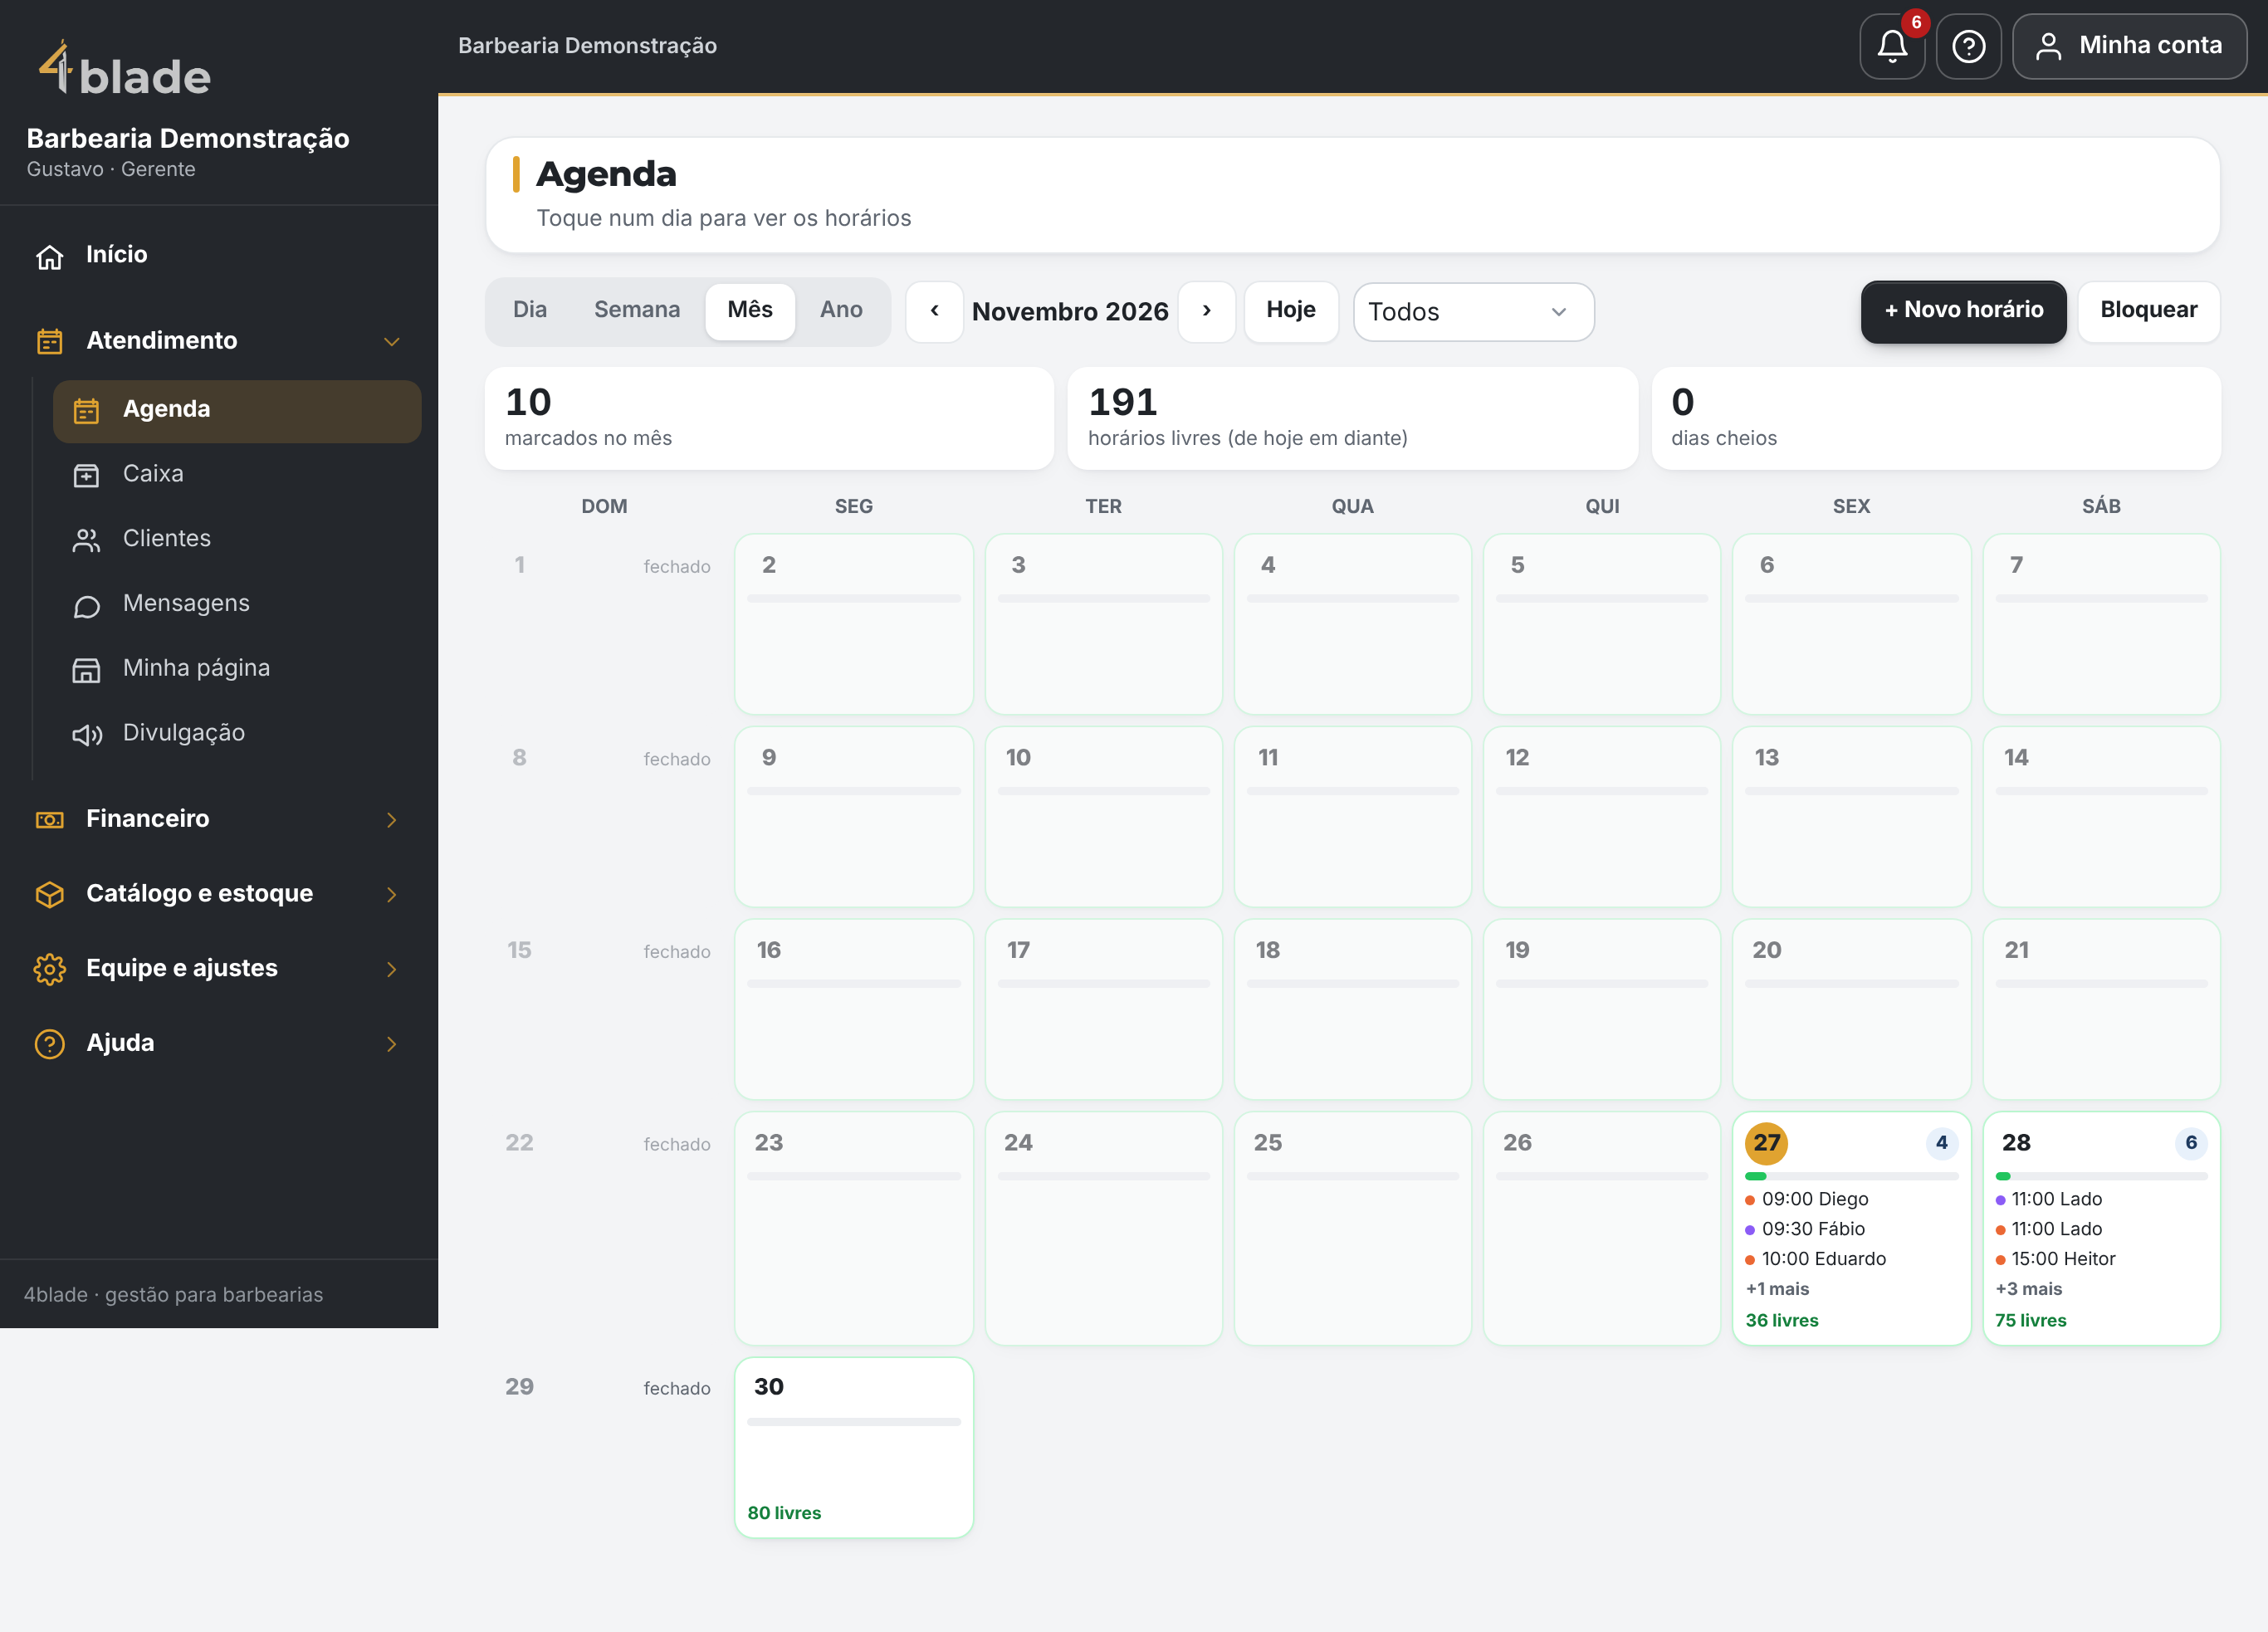 4blade
Barbearia Demonstração
Gustavo · Gerente
Início
Atendimento
Agenda
Caixa
Clientes
Mensagens
Minha página
Divulgação
Financeiro
Catálogo e estoque
Equipe e ajustes
Ajuda
4blade · gestão para barbearias
Barbearia Demonstração
6
Minha conta
Agenda
Toque num dia para ver os horários
Dia Semana Mês Ano ‹ Novembro 2026 › Hoje Todos + Novo horário Bloquear
10
marcados no mês
191
horários livres (de hoje em diante)
0
dias cheios
DOM SEG TER QUA QUI SEX SÁB
1 fechado 2 3 4 5 6 7
8 fechado 9 10 11 12 13 14
15 fechado 16 17 18 19 20 21
22 fechado 23 24 25 26
27 4
09:00 Diego
09:30 Fábio
10:00 Eduardo
+1 mais
36 livres
28 6
11:00 Lado
11:00 Lado
15:00 Heitor
+3 mais
75 livres
29 fechado 30
80 livres